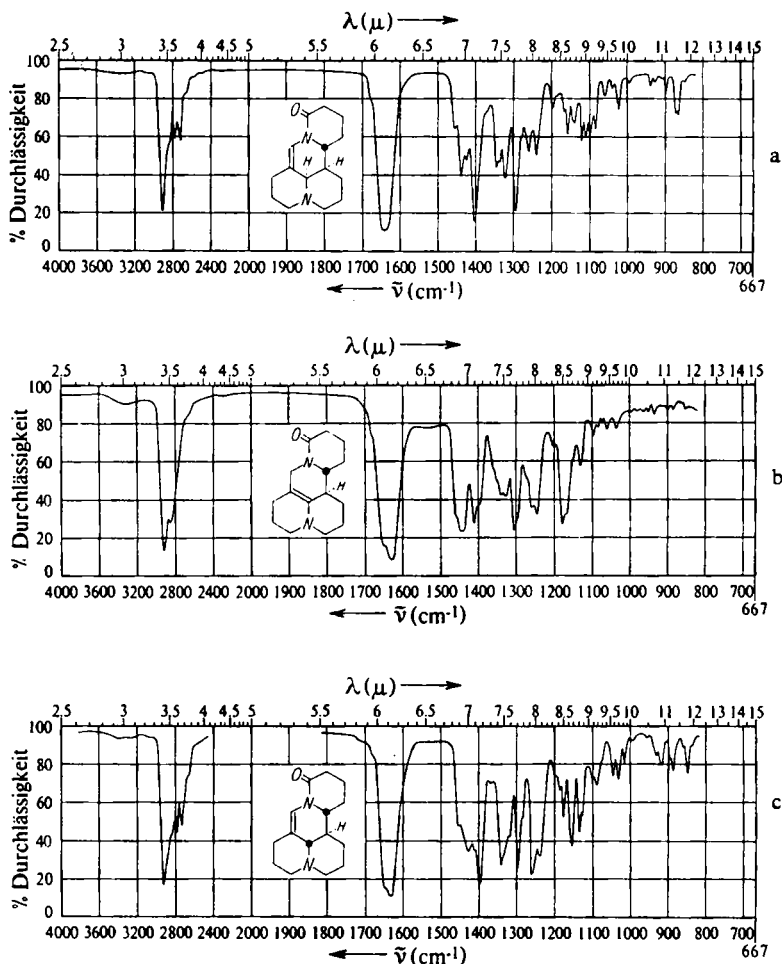 λ(μ) ⟶
2.5 3 3.5 4 4.5 5 5.5 6 6.5 7 7.5 8 8.5 9 9.5 10 11 12 13 14 15
% Durchlässigkeit
100
80
60
40
20
0
O
N
H H
N
a
4000 3600 3200 2800 2400 2000 1900 1800 1700 1600 1500 1400 1300 1200 1100 1000 900 800 700
667
⟵ ν̃ (cm⁻¹)
λ(μ) ⟶
2.5 3 3.5 4 4.5 5 5.5 6 6.5 7 7.5 8 8.5 9 9.5 10 11 12 13 14 15
% Durchlässigkeit
100
80
60
40
20
0
O
N
H
N
b
4000 3600 3200 2800 2400 2000 1900 1800 1700 1600 1500 1400 1300 1200 1100 1000 900 800 700
667
⟵ ν̃ (cm⁻¹)
λ(μ) ⟶
2.5 3 3.5 4 4.5 5 5.5 6 6.5 7 7.5 8 8.5 9 9.5 10 11 12 13 14 15
% Durchlässigkeit
100
80
60
40
20
0
O
N
H
N
c
4000 3600 3200 2800 2400 2000 1900 1800 1700 1600 1500 1400 1300 1200 1100 1000 900 800 700
667
⟵ ν̃ (cm⁻¹)